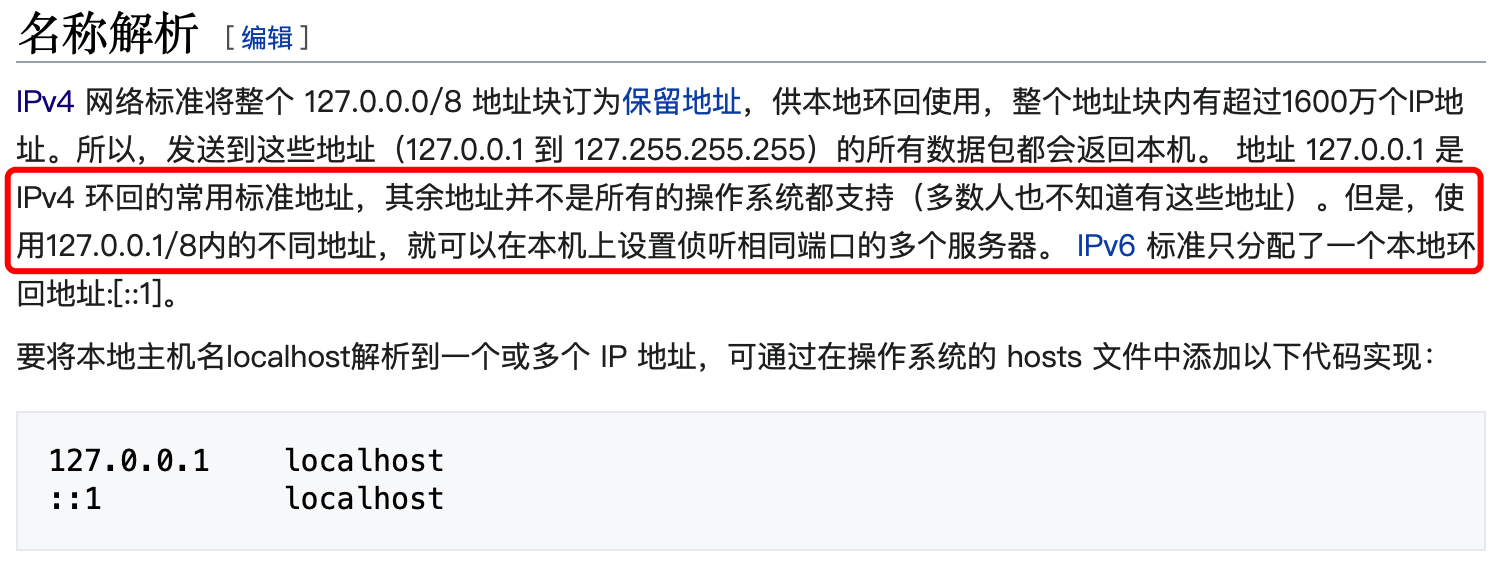 名称解析 [编辑]
IPv4 网络标准将整个 127.0.0.0/8 地址块订为保留地址，供本地环回使用，整个地址块内有超过1600万个IP地
址。所以，发送到这些地址（127.0.0.1 到 127.255.255.255）的所有数据包都会返回本机。 地址 127.0.0.1 是
IPv4 环回的常用标准地址，其余地址并不是所有的操作系统都支持（多数人也不知道有这些地址）。但是，使
用127.0.0.1/8内的不同地址，就可以在本机上设置侦听相同端口的多个服务器。 IPv6 标准只分配了一个本地环
回地址:[::1]。
要将本地主机名localhost解析到一个或多个 IP 地址，可通过在操作系统的 hosts 文件中添加以下代码实现：
127.0.0.1    localhost
::1          localhost